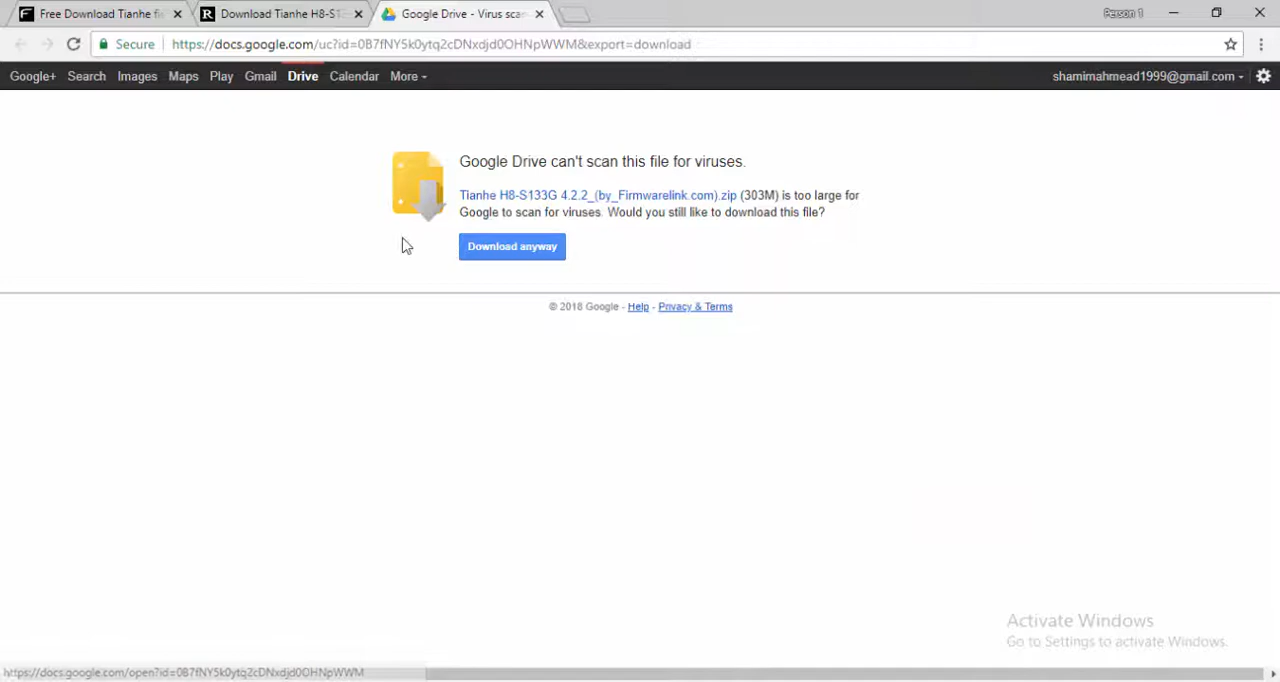 Free Download Tianhe fi
Download Tianhe H8-S1
Google Drive - Virus sca
Person 1
Secure
https://docs.google.com/uc?id=0B7fNY5k0ytq2cDNxdjd0OHNpWWM&export=download
Google+ Search Images Maps Play Gmail Drive Calendar More
shamimahmead1999@gmail.com
Google Drive can't scan this file for viruses.
Tianhe H8-S133G 4.2.2_(by_Firmwarelink.com).zip (303M) is too large for
Google to scan for viruses. Would you still like to download this file?
Download anyway
© 2018 Google - Help - Privacy & Terms
Activate Windows
Go to Settings to activate Windows.
https://docs.google.com/open?id=0B7fNY5k0ytq2cDNxdjd0OHNpWWM